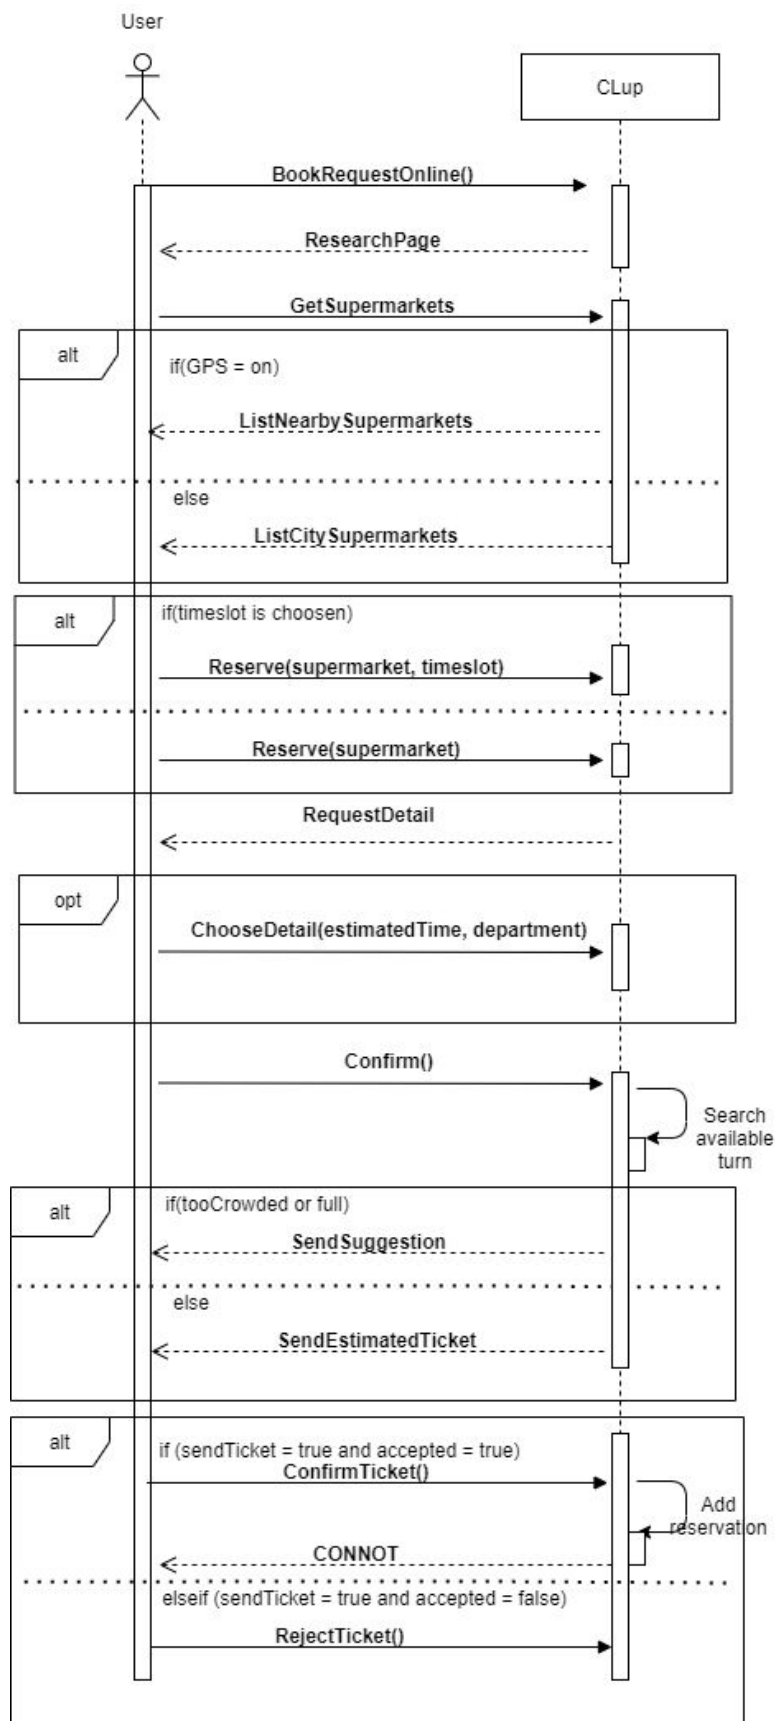 User
CLup
BookRequestOnline()
ResearchPage
GetSupermarkets
alt
if(GPS = on)
ListNearbySupermarkets
else
ListCitySupermarkets
alt
if(timeslot is choosen)
Reserve(supermarket, timeslot)
Reserve(supermarket)
RequestDetail
opt
ChooseDetail(estimatedTime, department)
Confirm()
Search
available
turn
alt
if(tooCrowded or full)
SendSuggestion
else
SendEstimatedTicket
alt
if (sendTicket = true and accepted = true)
ConfirmTicket()
Add
reservation
CONNOT
elseif (sendTicket = true and accepted = false)
RejectTicket()